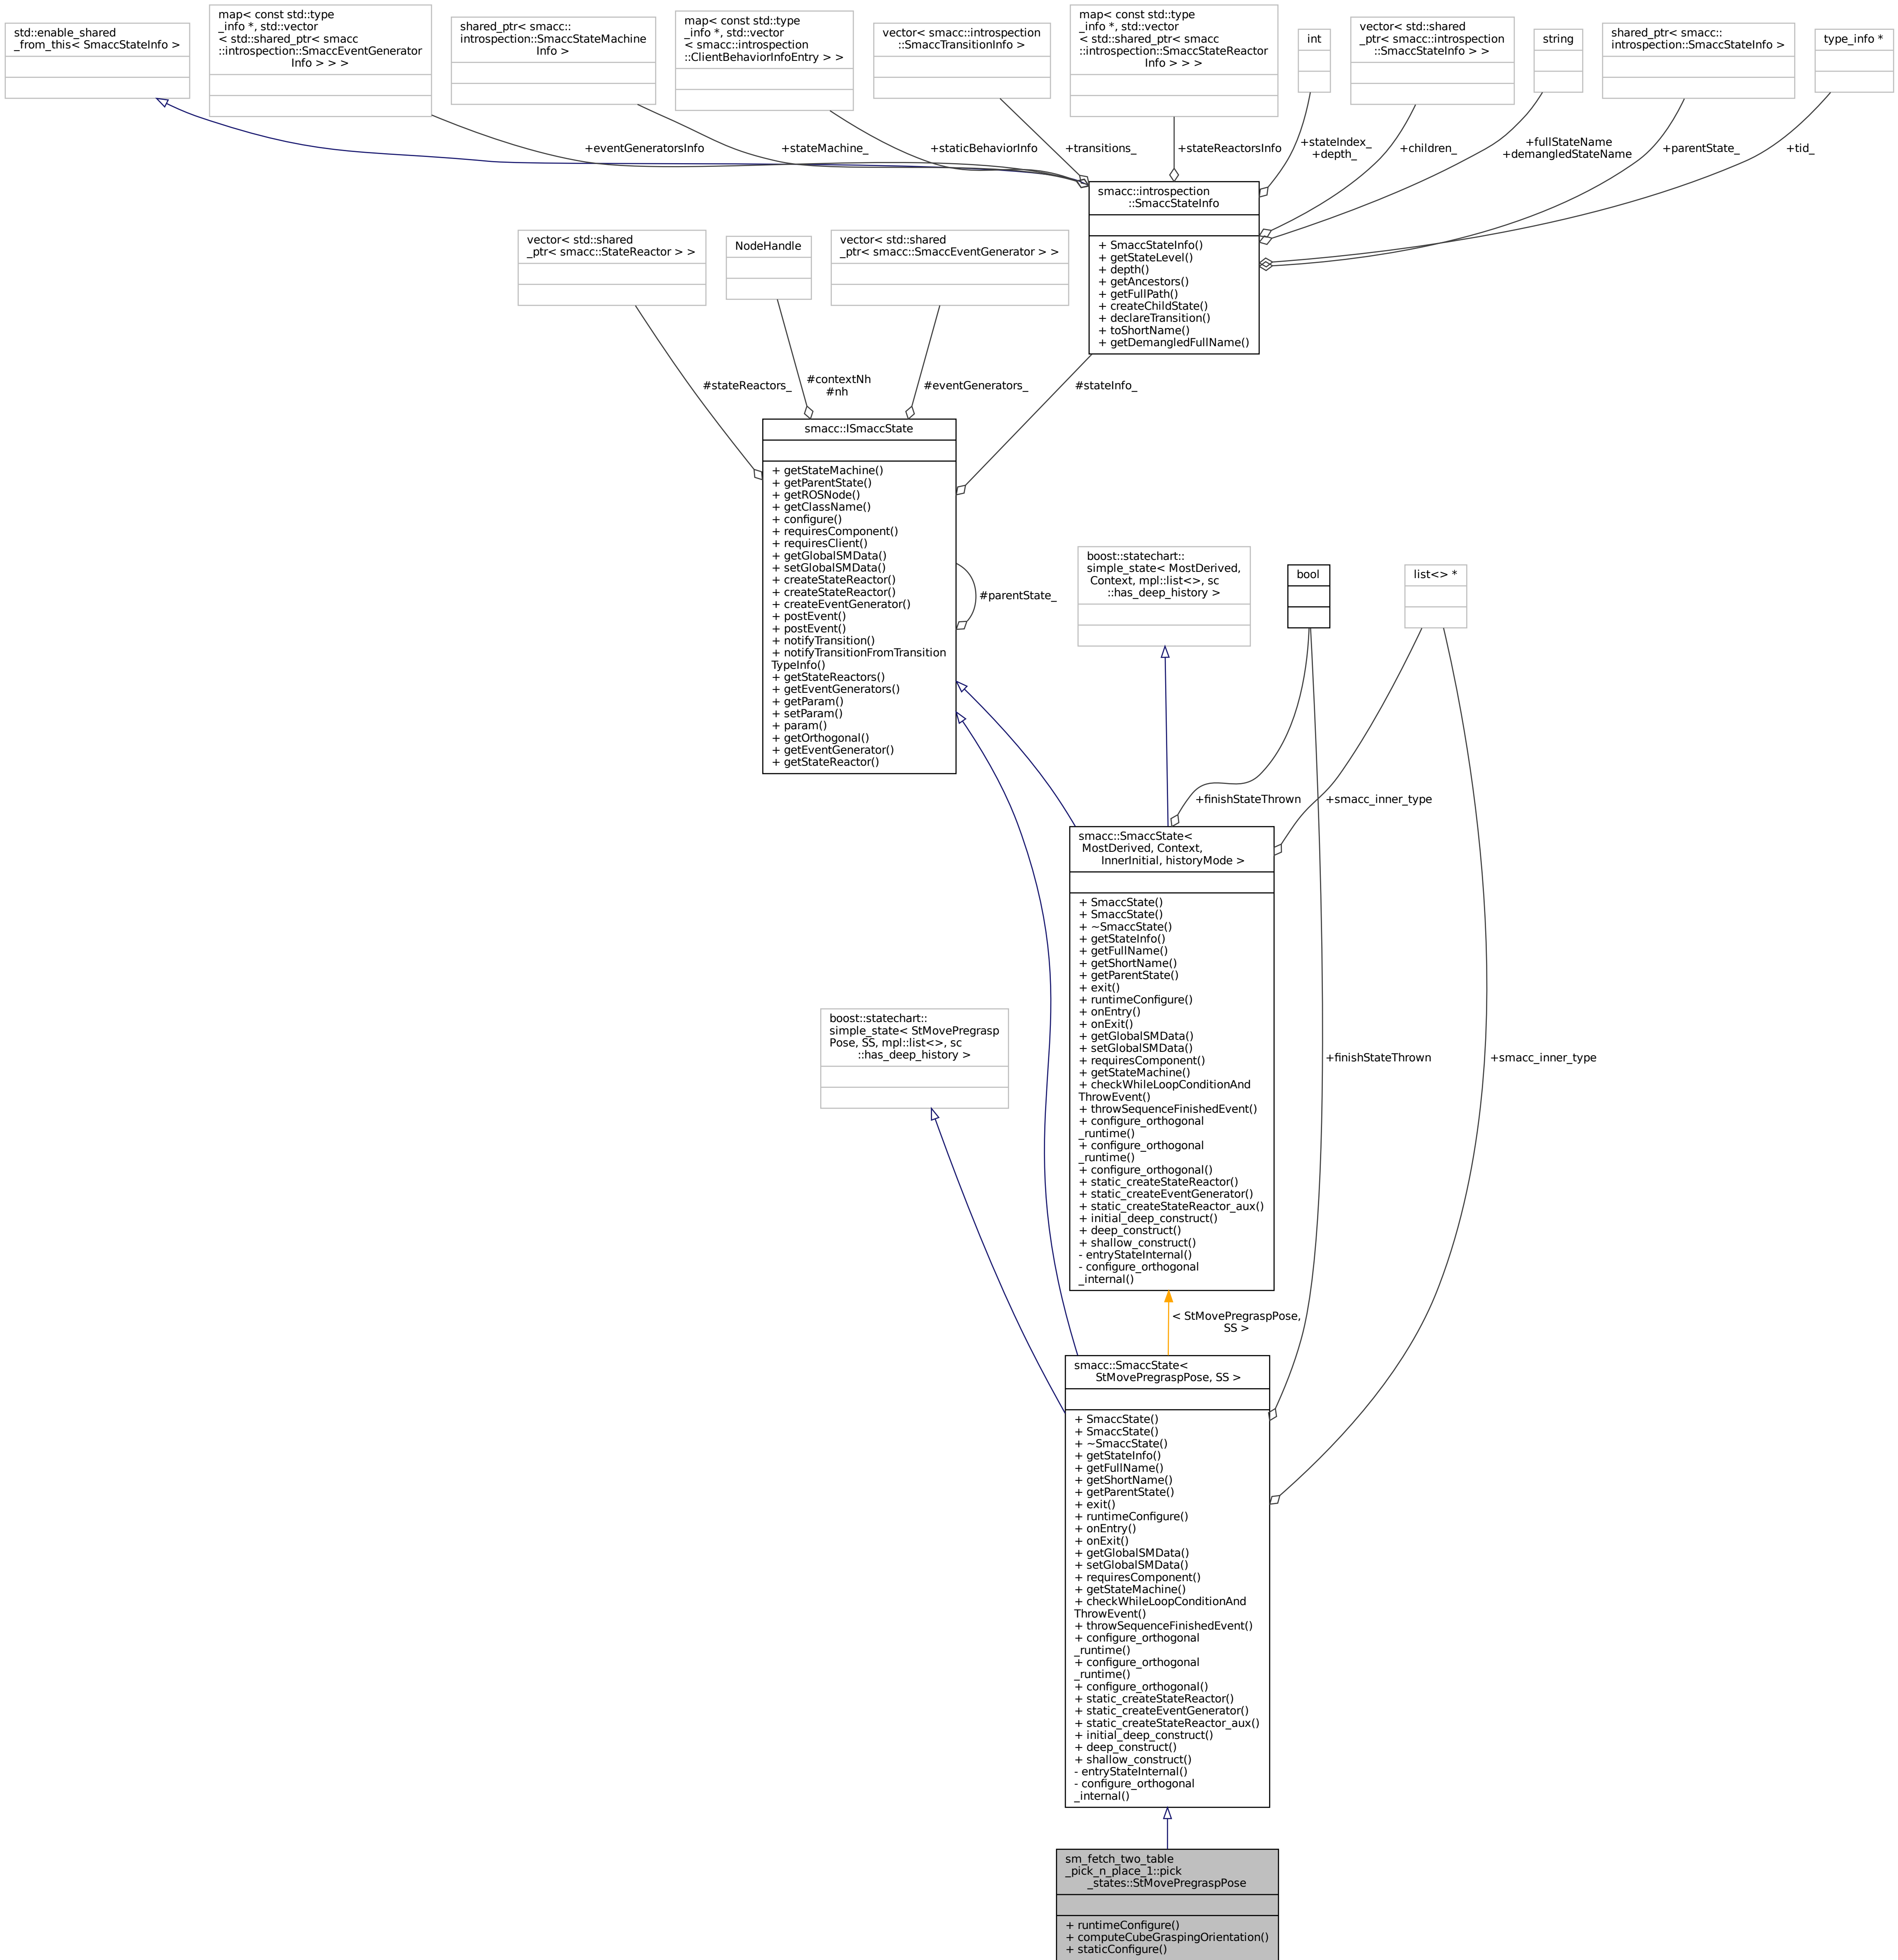 std::enable_shared
_from_this< SmaccStateInfo >
map< const std::type
_info *, std::vector
< std::shared_ptr< smacc
::introspection::SmaccEventGenerator
Info > > >
shared_ptr< smacc::
introspection::SmaccStateMachine
Info >
map< const std::type
_info *, std::vector
< smacc::introspection
::ClientBehaviorInfoEntry > >
vector< smacc::introspection
::SmaccTransitionInfo >
map< const std::type
_info *, std::vector
< std::shared_ptr< smacc
::introspection::SmaccStateReactor
Info > > >
int
vector< std::shared
_ptr< smacc::introspection
::SmaccStateInfo > >
string
shared_ptr< smacc::
introspection::SmaccStateInfo >
type_info *
+eventGeneratorsInfo
+stateMachine_
+staticBehaviorInfo
+transitions_
+stateReactorsInfo
+stateIndex_
+depth_
+children_
+fullStateName
+demangledStateName
+parentState_
+tid_
smacc::introspection
::SmaccStateInfo
+ SmaccStateInfo()
+ getStateLevel()
+ depth()
+ getAncestors()
+ getFullPath()
+ createChildState()
+ declareTransition()
+ toShortName()
+ getDemangledFullName()
vector< std::shared
_ptr< smacc::StateReactor > >
NodeHandle
vector< std::shared
_ptr< smacc::SmaccEventGenerator > >
#stateReactors_
#contextNh
#nh
#eventGenerators_
#stateInfo_
smacc::ISmaccState
+ getStateMachine()
+ getParentState()
+ getROSNode()
+ getClassName()
+ configure()
+ requiresComponent()
+ requiresClient()
+ getGlobalSMData()
+ setGlobalSMData()
+ createStateReactor()
+ createStateReactor()
+ createEventGenerator()
+ postEvent()
+ postEvent()
+ notifyTransition()
+ notifyTransitionFromTransition
TypeInfo()
+ getStateReactors()
+ getEventGenerators()
+ getParam()
+ setParam()
+ param()
+ getOrthogonal()
+ getEventGenerator()
+ getStateReactor()
#parentState_
boost::statechart::
simple_state< MostDerived,
Context, mpl::list<>, sc
::has_deep_history >
bool
list<> *
+finishStateThrown
+smacc_inner_type
smacc::SmaccState<
MostDerived, Context,
InnerInitial, historyMode >
+ SmaccState()
+ SmaccState()
+ ~SmaccState()
+ getStateInfo()
+ getFullName()
+ getShortName()
+ getParentState()
+ exit()
+ runtimeConfigure()
+ onEntry()
+ onExit()
+ getGlobalSMData()
+ setGlobalSMData()
+ requiresComponent()
+ getStateMachine()
+ checkWhileLoopConditionAnd
ThrowEvent()
+ throwSequenceFinishedEvent()
+ configure_orthogonal
_runtime()
+ configure_orthogonal
_runtime()
+ configure_orthogonal()
+ static_createStateReactor()
+ static_createEventGenerator()
+ static_createStateReactor_aux()
+ initial_deep_construct()
+ deep_construct()
+ shallow_construct()
- entryStateInternal()
- configure_orthogonal
_internal()
boost::statechart::
simple_state< StMovePregrasp
Pose, SS, mpl::list<>, sc
::has_deep_history >
+finishStateThrown
+smacc_inner_type
< StMovePregraspPose,
SS >
smacc::SmaccState<
StMovePregraspPose, SS >
+ SmaccState()
+ SmaccState()
+ ~SmaccState()
+ getStateInfo()
+ getFullName()
+ getShortName()
+ getParentState()
+ exit()
+ runtimeConfigure()
+ onEntry()
+ onExit()
+ getGlobalSMData()
+ setGlobalSMData()
+ requiresComponent()
+ getStateMachine()
+ checkWhileLoopConditionAnd
ThrowEvent()
+ throwSequenceFinishedEvent()
+ configure_orthogonal
_runtime()
+ configure_orthogonal
_runtime()
+ configure_orthogonal()
+ static_createStateReactor()
+ static_createEventGenerator()
+ static_createStateReactor_aux()
+ initial_deep_construct()
+ deep_construct()
+ shallow_construct()
- entryStateInternal()
- configure_orthogonal
_internal()
sm_fetch_two_table
_pick_n_place_1::pick
_states::StMovePregraspPose
+ runtimeConfigure()
+ computeCubeGraspingOrientation()
+ staticConfigure()